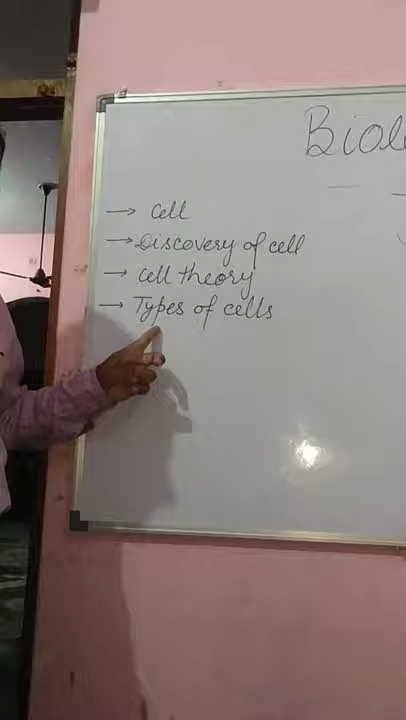 Biol
→ Cell
→ Discovery of cell
→ Cell theory
→ Types of cells